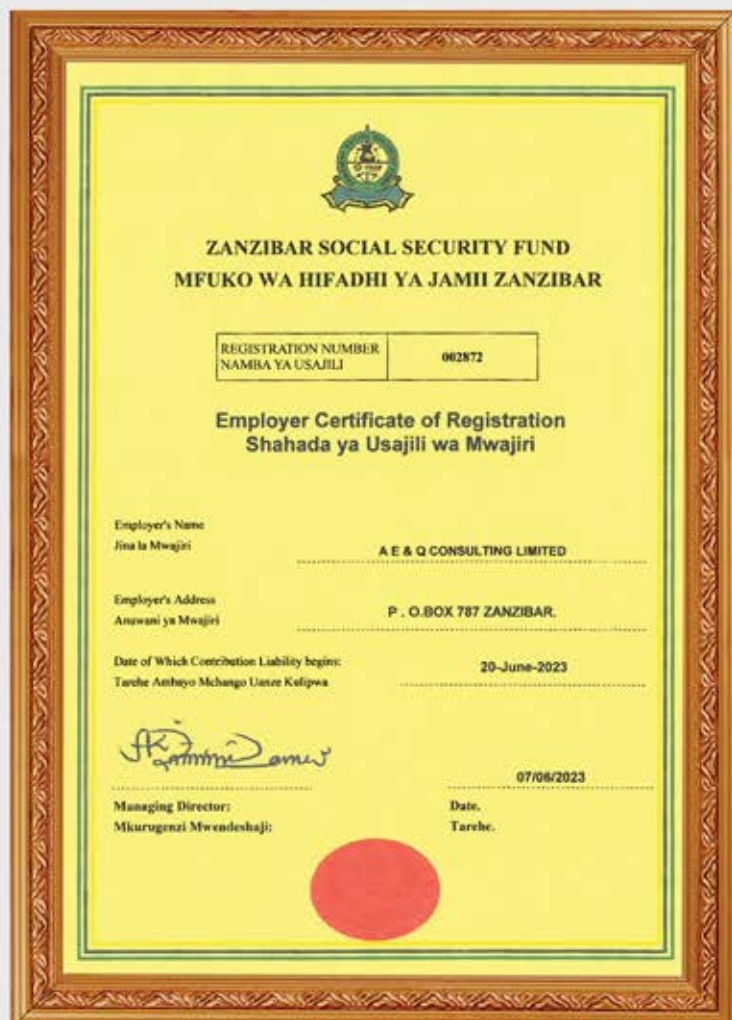 ZANZIBAR SOCIAL SECURITY FUND
MFUKO WA HIFADHI YA JAMII ZANZIBAR
REGISTRATION NUMBER
NAMBA YA USAJILI
002872
Employer Certificate of Registration
Shahada ya Usajili wa Mwajiri
Employer's Name
Jina la Mwajiri
A E & Q CONSULTING LIMITED
Employer's Address
Anuwani ya Mwajiri
P . O.BOX 787 ZANZIBAR.
Date of Which Contribution Liability begins:
Tarehe Ambayo Mchango Uanze Kulipwa
20-June-2023
07/06/2023
Managing Director:
Mkurugenzi Mwendeshaji:
Date.
Tarehe.